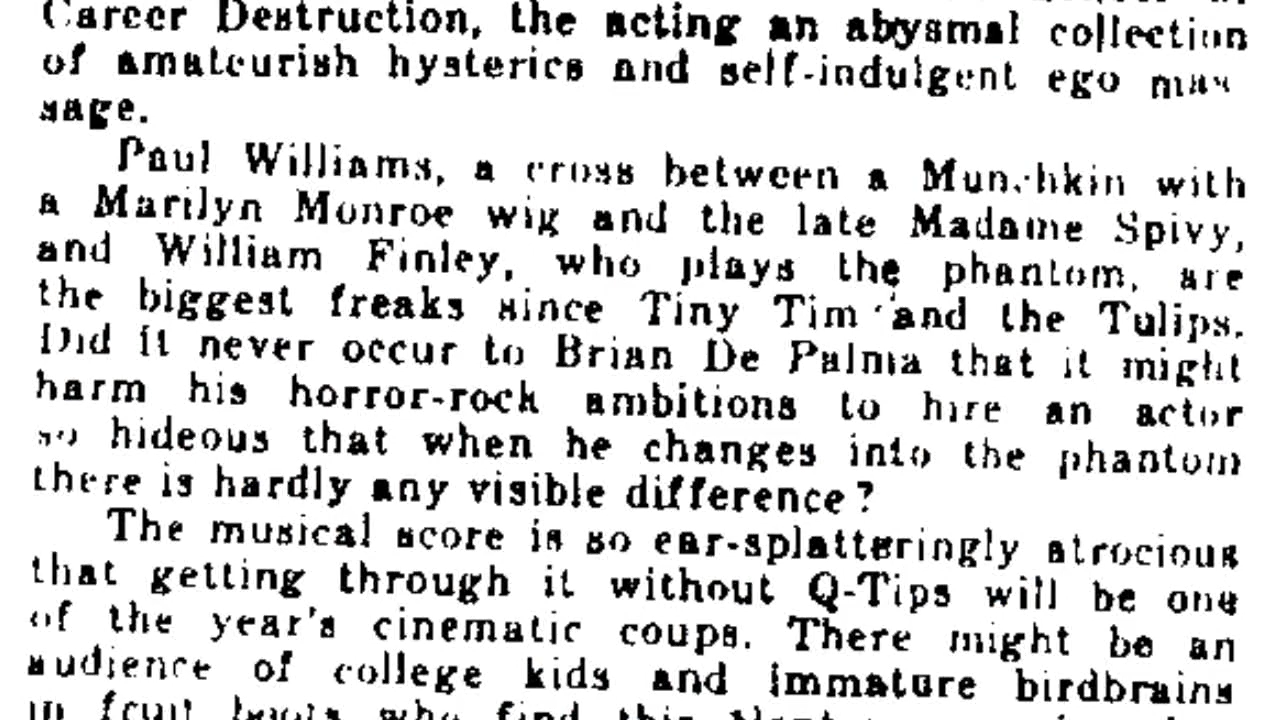 Career Destruction, the acting an abysmal collection
of amateurish hysterics and self-indulgent ego mas
sage.
Paul Williams, a cross between a Munchkin with
a Marilyn Monroe wig and the late Madame Spivy,
and William Finley, who plays the phantom, are
the biggest freaks since Tiny Tim and the Tulips.
Did it never occur to Brian De Palma that it might
harm his horror-rock ambitions to hire an actor
so hideous that when he changes into the phantom
there is hardly any visible difference?
The musical score is so ear-splatteringly atrocious
that getting through it without Q-Tips will be one
of the year's cinematic coups. There might be an
audience of college kids and immature birdbrains
in fruit boots who find this